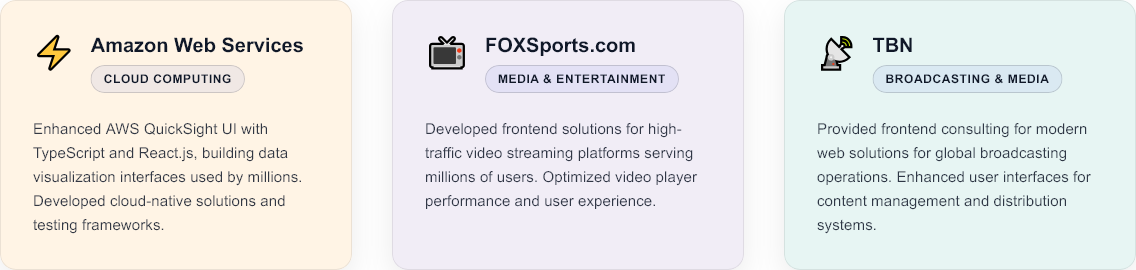 Amazon Web Services
CLOUD COMPUTING
Enhanced AWS QuickSight UI with
TypeScript and React.js, building data
visualization interfaces used by millions.
Developed cloud-native solutions and
testing frameworks.
FOXSports.com
MEDIA & ENTERTAINMENT
Developed frontend solutions for high-
traffic video streaming platforms serving
millions of users. Optimized video player
performance and user experience.
TBN
BROADCASTING & MEDIA
Provided frontend consulting for modern
web solutions for global broadcasting
operations. Enhanced user interfaces for
content management and distribution
systems.